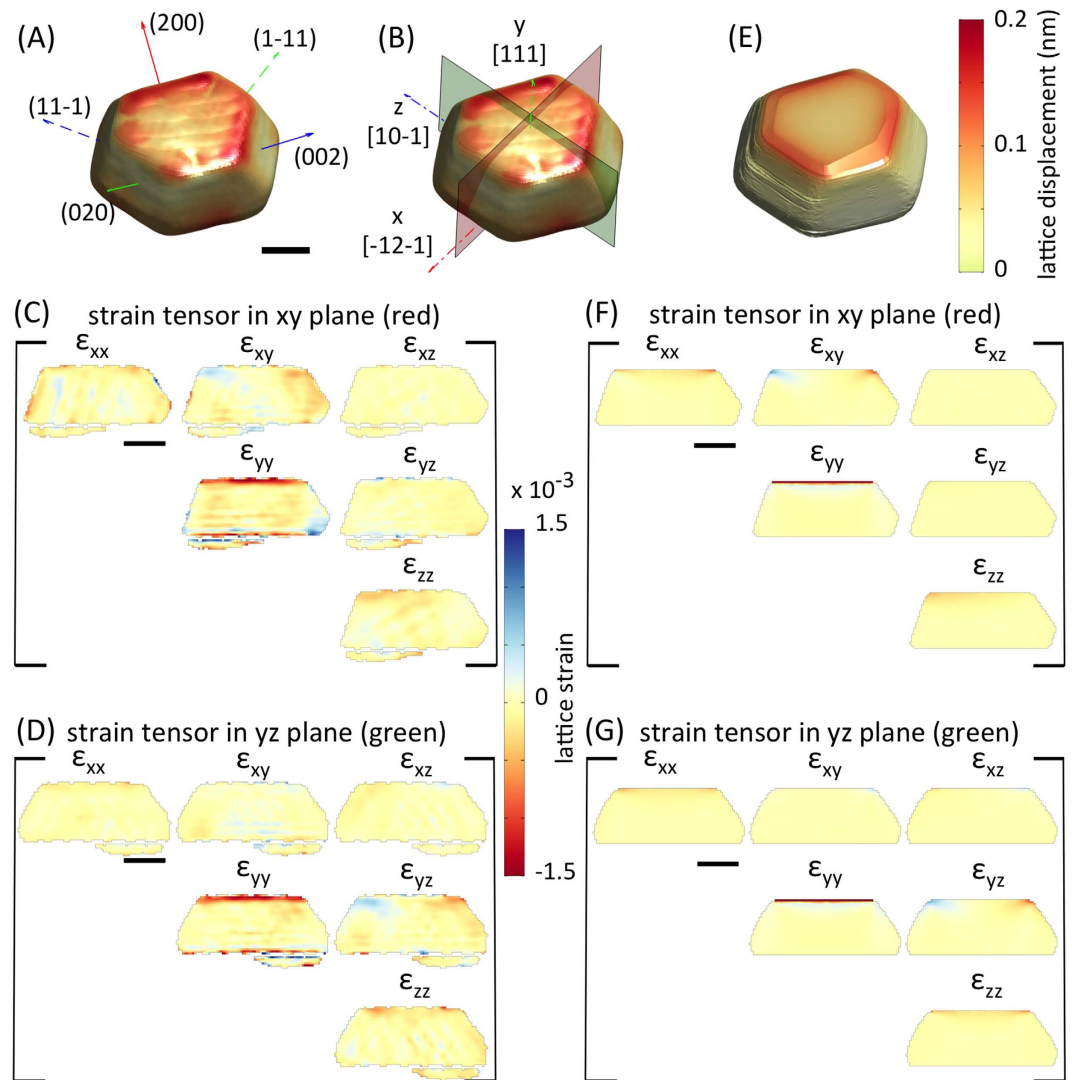 (A)
(200)
(1-11)
(11-1)
(002)
(020)
(B)
y
[111]
z
[10-1]
x
[-12-1]
(E)
0.2
0.1
0
lattice displacement (nm)
(C)
strain tensor in xy plane (red)
εxx
εxy
εxz
εyy
εyz
εzz
x 10⁻³
1.5
0
-1.5
lattice strain
(F)
strain tensor in xy plane (red)
εxx
εxy
εxz
εyy
εyz
εzz
(D)
strain tensor in yz plane (green)
εxx
εxy
εxz
εyy
εyz
εzz
(G)
strain tensor in yz plane (green)
εxx
εxy
εxz
εyy
εyz
εzz